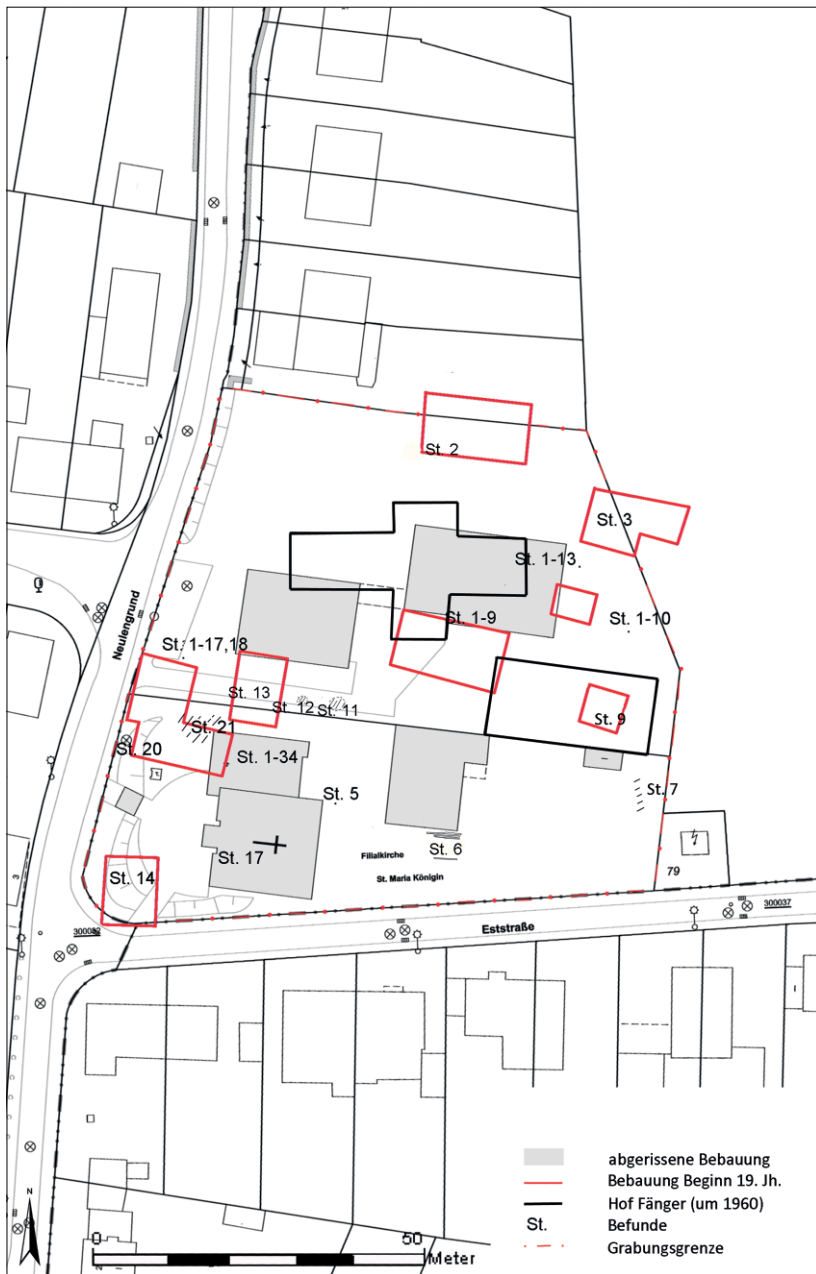 St. 2
St. 3
St. 1-13
St. 1-9
St. 1-10
Neulengrund
St. 1-17,18
St. 13
St. 12
St. 11
St. 9
St. 21
St. 20
St. 1-34
St. 7
St. 5
St. 6
St. 17
Filialkirche
St. Maria Königin
St. 14
79
3
300082
300037
Eststraße
abgerissene Bebauung
Bebauung Beginn 19. Jh.
Hof Fänger (um 1960)
St. Befunde
Grabungsgrenze
N
0 50
Meter